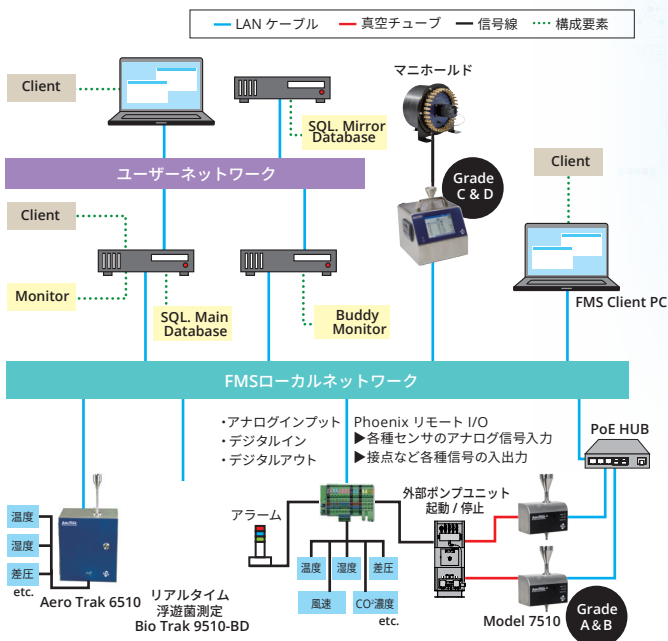 LAN ケーブル
真空チューブ
信号線
構成要素
Client
SQL. Mirror
Database
マニホールド
Grade
C & D
ユーザーネットワーク
Client
Client
Monitor
SQL. Main
Database
Buddy
Monitor
FMS Client PC
FMSローカルネットワーク
・アナログインプット
・デジタルイン
・デジタルアウト
Phoenix リモート I/O
▶各種センサのアナログ信号入力
▶接点など各種信号の入出力
PoE HUB
温度
湿度
差圧
etc.
Aero Trak 6510
リアルタイム
浮遊菌測定
Bio Trak 9510-BD
アラーム
温度
湿度
差圧
風速
CO²濃度
etc.
外部ポンプユニット
起動 / 停止
Model 7510
Grade
A & B